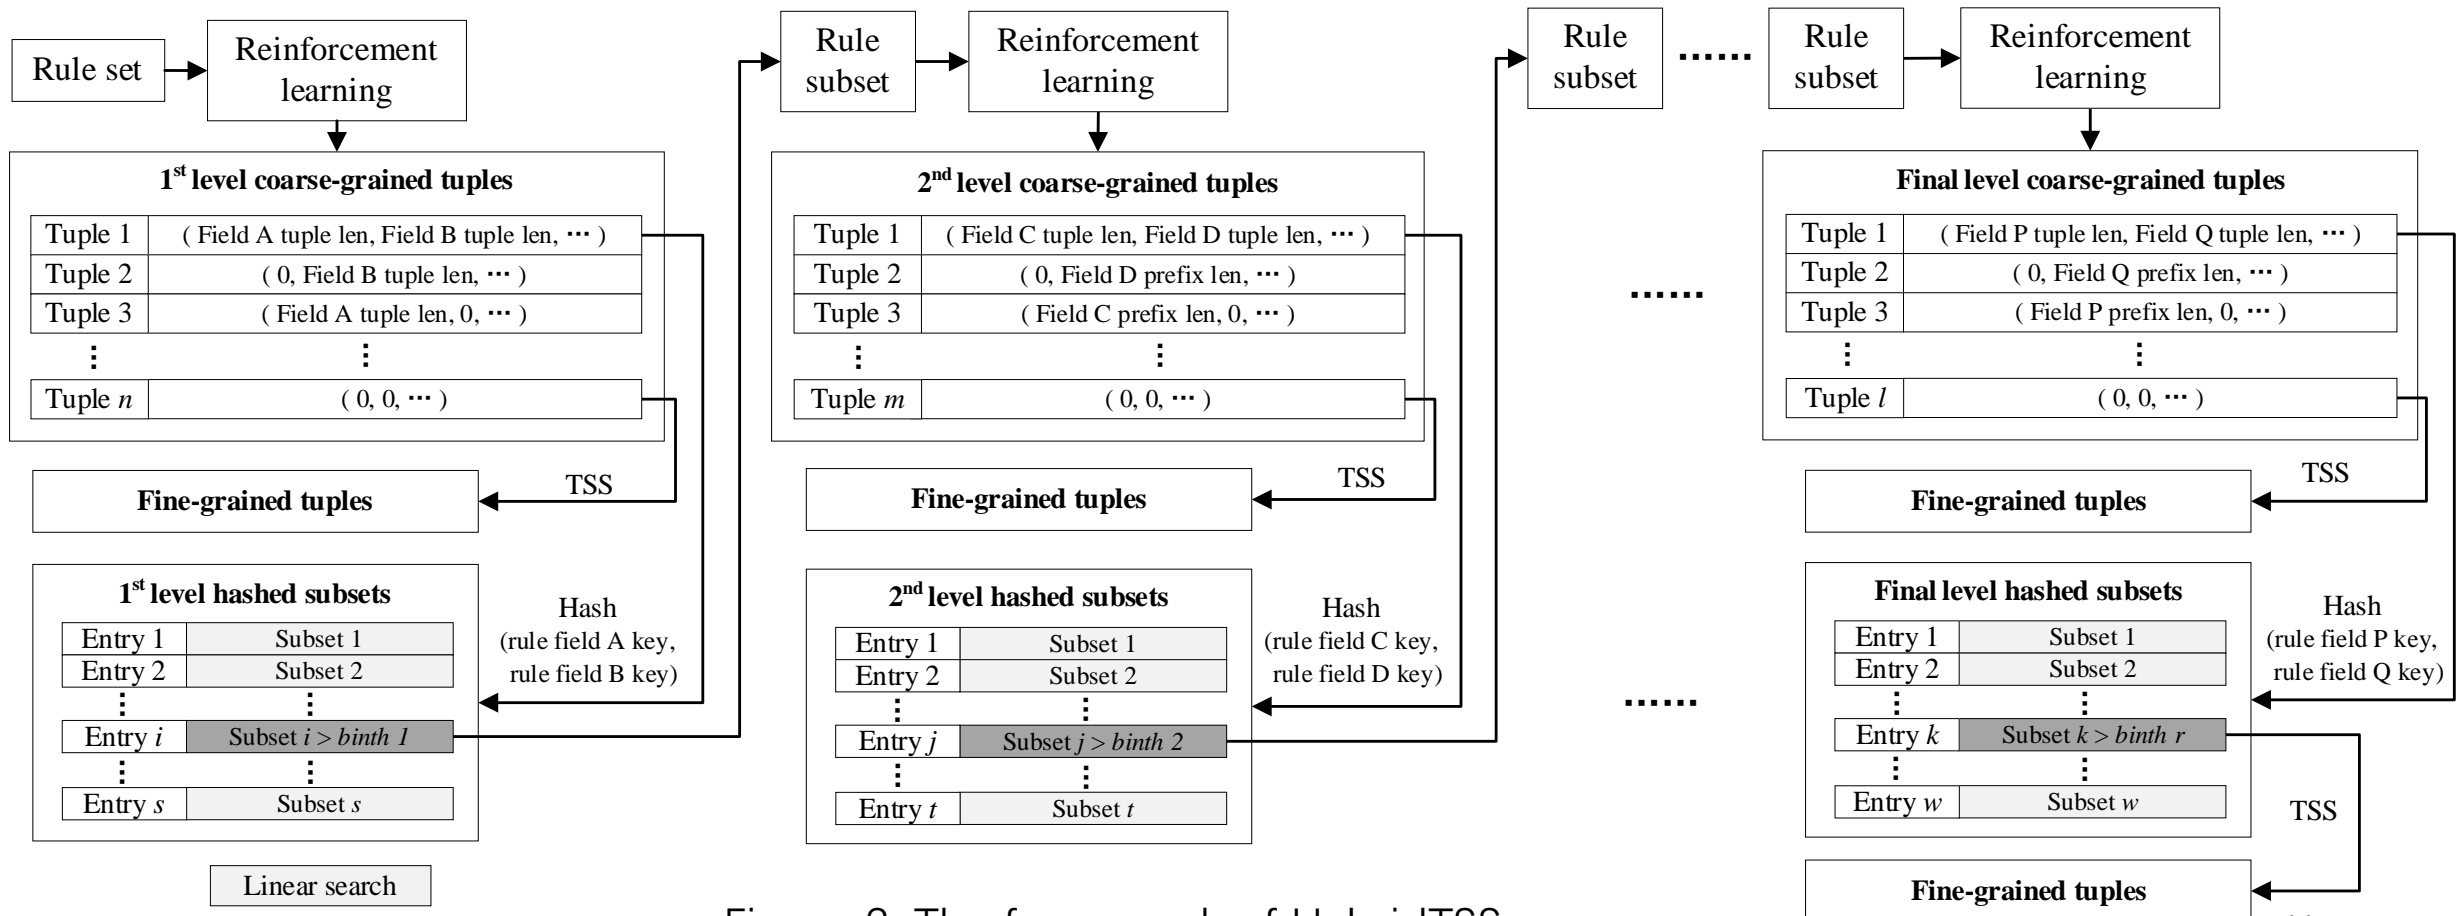 Rule set
Reinforcement
learning
1st level coarse-grained tuples
Tuple 1 ( Field A tuple len, Field B tuple len, ··· )
Tuple 2 ( 0, Field B tuple len, ··· )
Tuple 3 ( Field A tuple len, 0, ··· )
⋮ ⋮
Tuple n ( 0, 0, ··· )
TSS
Fine-grained tuples
1st level hashed subsets
Entry 1 Subset 1
Entry 2 Subset 2
⋮ ⋮
Entry i Subset i > binth 1
⋮ ⋮
Entry s Subset s
Hash
(rule field A key,
rule field B key)
Linear search
Rule
subset
Reinforcement
learning
2nd level coarse-grained tuples
Tuple 1 ( Field C tuple len, Field D tuple len, ··· )
Tuple 2 ( 0, Field D prefix len, ··· )
Tuple 3 ( Field C prefix len, 0, ··· )
⋮ ⋮
Tuple m ( 0, 0, ··· )
TSS
Fine-grained tuples
2nd level hashed subsets
Entry 1 Subset 1
Entry 2 Subset 2
⋮ ⋮
Entry j Subset j > binth 2
⋮ ⋮
Entry t Subset t
Hash
(rule field C key,
rule field D key)
Rule
subset
······
······
······
Rule
subset
Reinforcement
learning
Final level coarse-grained tuples
Tuple 1 ( Field P tuple len, Field Q tuple len, ··· )
Tuple 2 ( 0, Field Q prefix len, ··· )
Tuple 3 ( Field P prefix len, 0, ··· )
⋮ ⋮
Tuple l ( 0, 0, ··· )
TSS
Fine-grained tuples
Final level hashed subsets
Entry 1 Subset 1
Entry 2 Subset 2
⋮ ⋮
Entry k Subset k > binth r
⋮ ⋮
Entry w Subset w
Hash
(rule field P key,
rule field Q key)
TSS
Fine-grained tuples